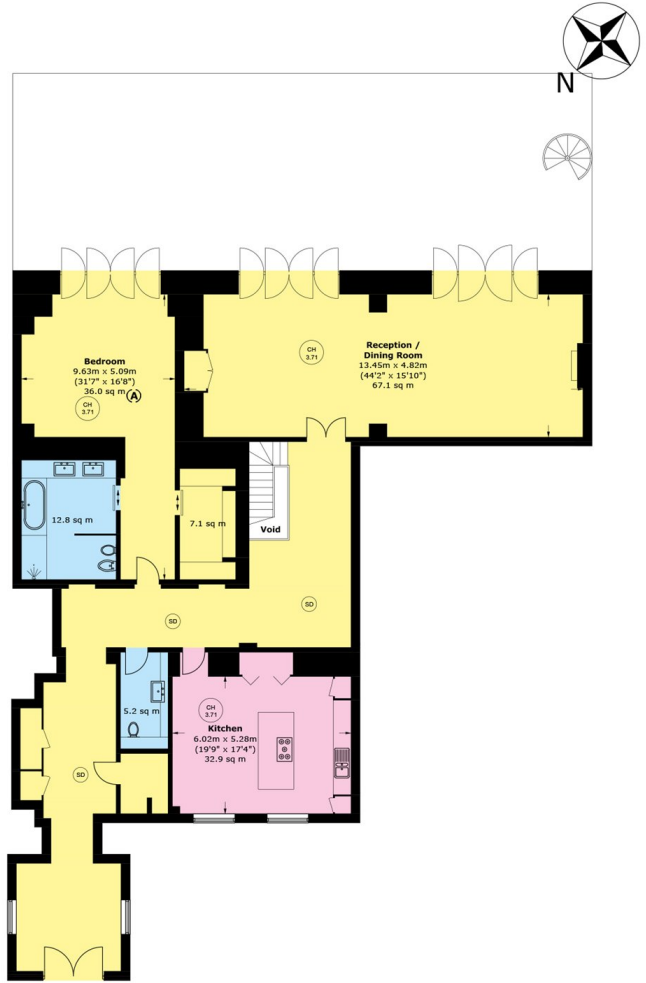 N
Bedroom
9.63m x 5.09m
(31'7" x 16'8")
36.0 sq m
A
CH
3.71
CH
3.71
Reception /
Dining Room
13.45m x 4.82m
(44'2" x 15'10")
67.1 sq m
12.8 sq m
7.1 sq m
Void
SD
SD
5.2 sq m
CH
3.71
Kitchen
6.02m x 5.28m
(19'9" x 17'4")
32.9 sq m
SD